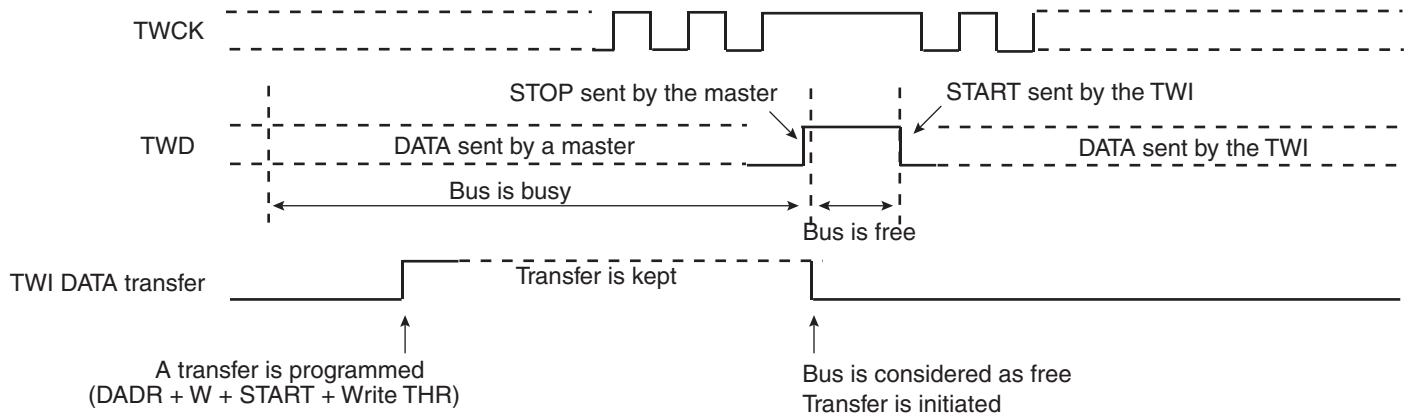 TWCK
STOP sent by the master
START sent by the TWI
TWD
DATA sent by a master
DATA sent by the TWI
Bus is busy
Bus is free
TWI DATA transfer
Transfer is kept
A transfer is programmed
(DADR + W + START + Write THR)
Bus is considered as free
Transfer is initiated